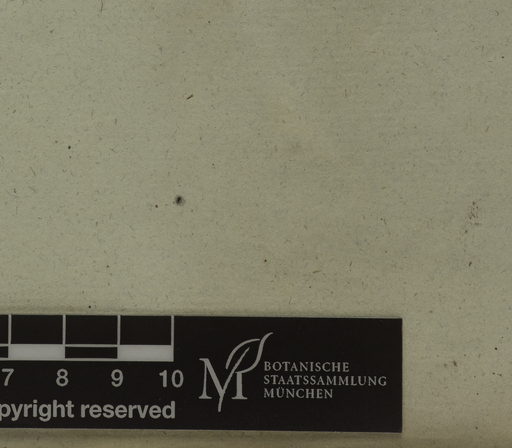 7 8 9 10
pyright reserved
M BOTANISCHE
STAATSSAMMLUNG
MÜNCHEN